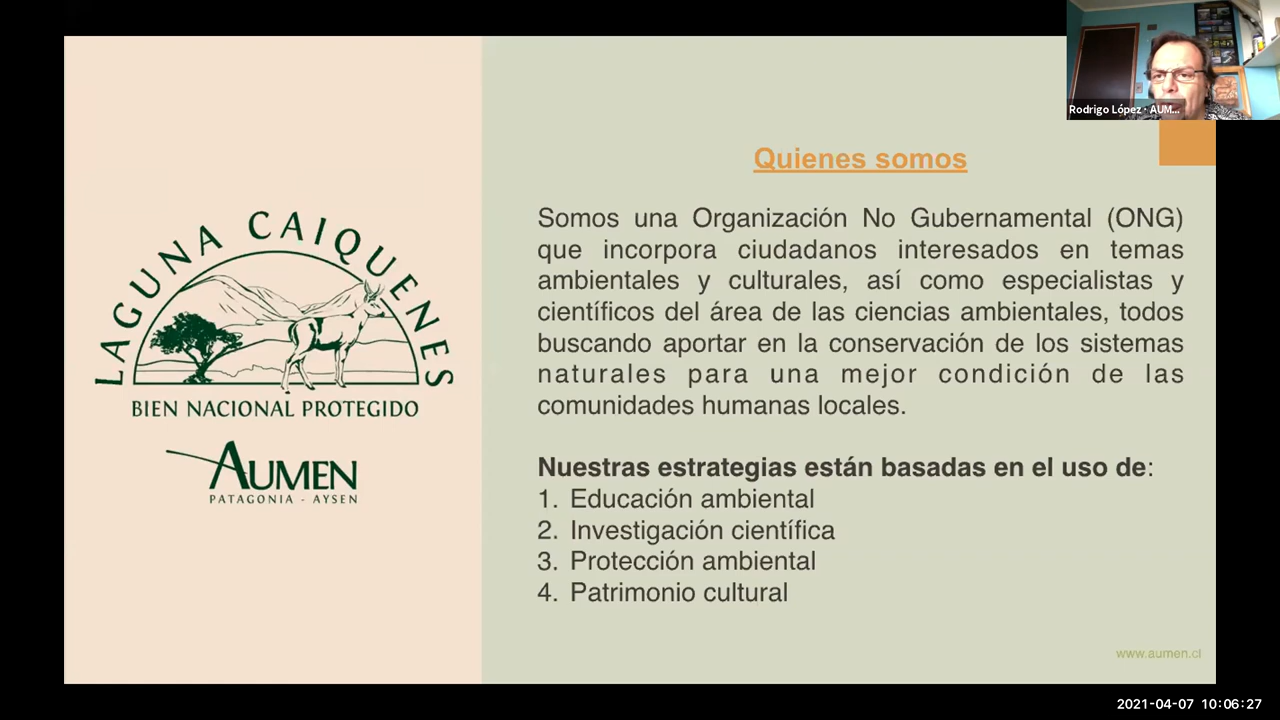 Rodrigo López · AUM...
LAGUNA CAIQUENES
BIEN NACIONAL PROTEGIDO
AUMEN
PATAGONIA - AYSEN
Quienes somos
Somos una Organización No Gubernamental (ONG)
que incorpora ciudadanos interesados en temas
ambientales y culturales, así como especialistas y
científicos del área de las ciencias ambientales, todos
buscando aportar en la conservación de los sistemas
naturales para una mejor condición de las
comunidades humanas locales.
Nuestras estrategias están basadas en el uso de:
1. Educación ambiental
2. Investigación científica
3. Protección ambiental
4. Patrimonio cultural
www.aumen.cl
2021-04-07 10:06:27